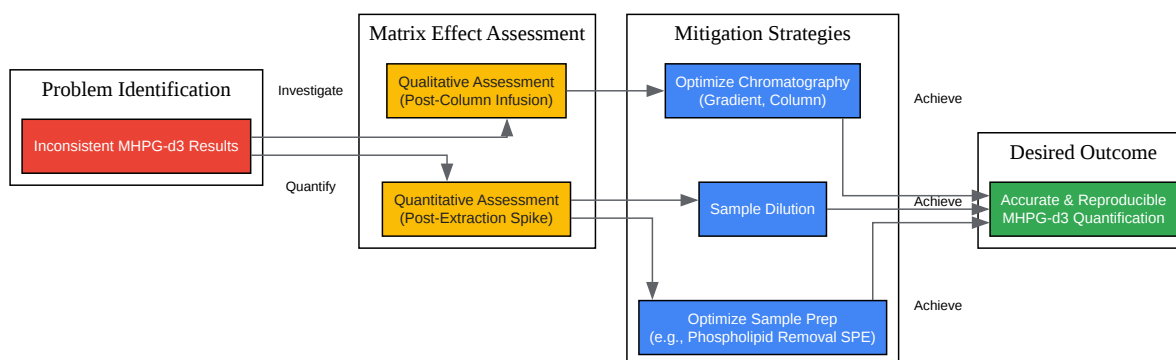 Problem Identification
Inconsistent MHPG-d3 Results
Investigate
Quantify
Matrix Effect Assessment
Qualitative Assessment
(Post-Column Infusion)
Quantitative Assessment
(Post-Extraction Spike)
Mitigation Strategies
Optimize Chromatography
(Gradient, Column)
Sample Dilution
Optimize Sample Prep
(e.g., Phospholipid Removal SPE)
Achieve
Achieve
Achieve
Desired Outcome
Accurate & Reproducible
MHPG-d3 Quantification